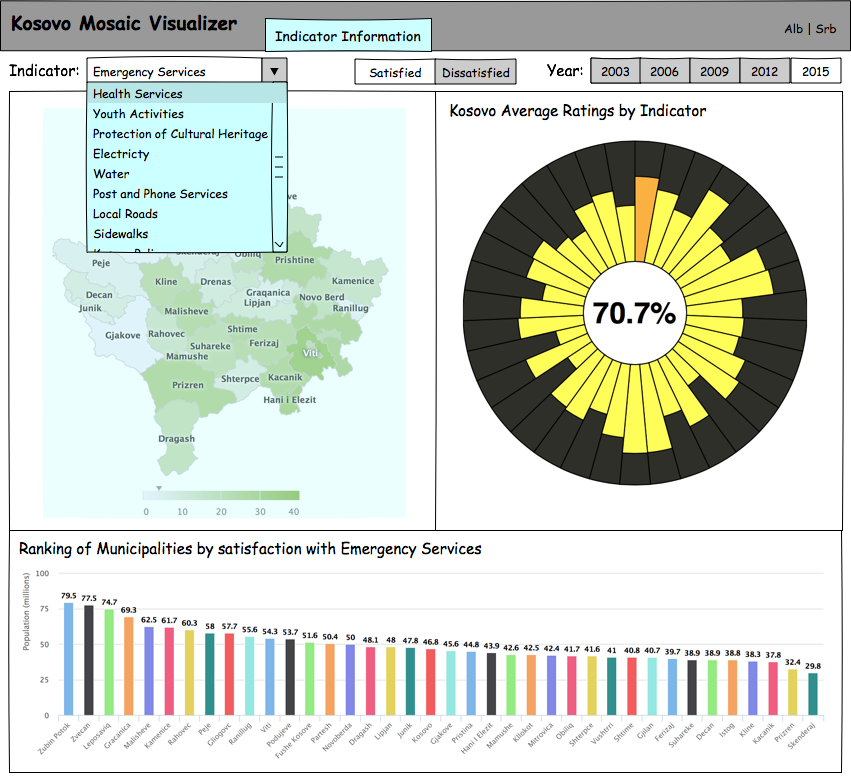 Kosovo Mosaic Visualizer
Indicator Information
Alb | Srb
Indicator:
Emergency Services
Satisfied
Dissatisfied
Year:
2003
2006
2009
2012
2015
Health Services
Youth Activities
Protection of Cultural Heritage
Electricty
Water
Post and Phone Services
Local Roads
Sidewalks
Obliq
Prishtine
Peje
Kline
Drenas
Kamenice
Decan
Graqanica
Novo Berd
Junik
Lipjan
Ranillug
Malisheve
Gjakove
Rahovec
Shtime
Suhareke
Ferizaj
Mamushe
Viti
Prizren
Shterpce
Kacanik
Hani i Elezit
Dragash
0 10 20 30 40
Kosovo Average Ratings by Indicator
70.7%
Ranking of Municipalities by satisfaction with Emergency Services
Population (millions)
100
75
50
25
0
79.5 77.5 74.7 69.3 62.5 61.7 60.3 58 57.7 55.6 54.3 53.7 51.6 50.4 50 48.1 48 47.8 46.8 45.6 44.8 43.9 42.6 42.5 42.4 41.7 41.6 41 40.8 40.7 39.7 38.9 38.9 38.8 38.3 37.8 32.4 29.8
Zubin Potok Zvecan Leposaviq Gracanica Malisheve Kamenice Rahovec Peje Gllogovc Ranillug Viti Podujeve Fushe Kosove Partesh Novoberda Dragash Lipjan Junik Kosovo Gjakove Pristina Hani I Elezit Mamushe Kllokot Mitrovica Obiliq Shterpce Vushtrri Shtime Gjilan Ferizaj Suhareke Decan Istog Kline Kacanik Prizren Skenderaj